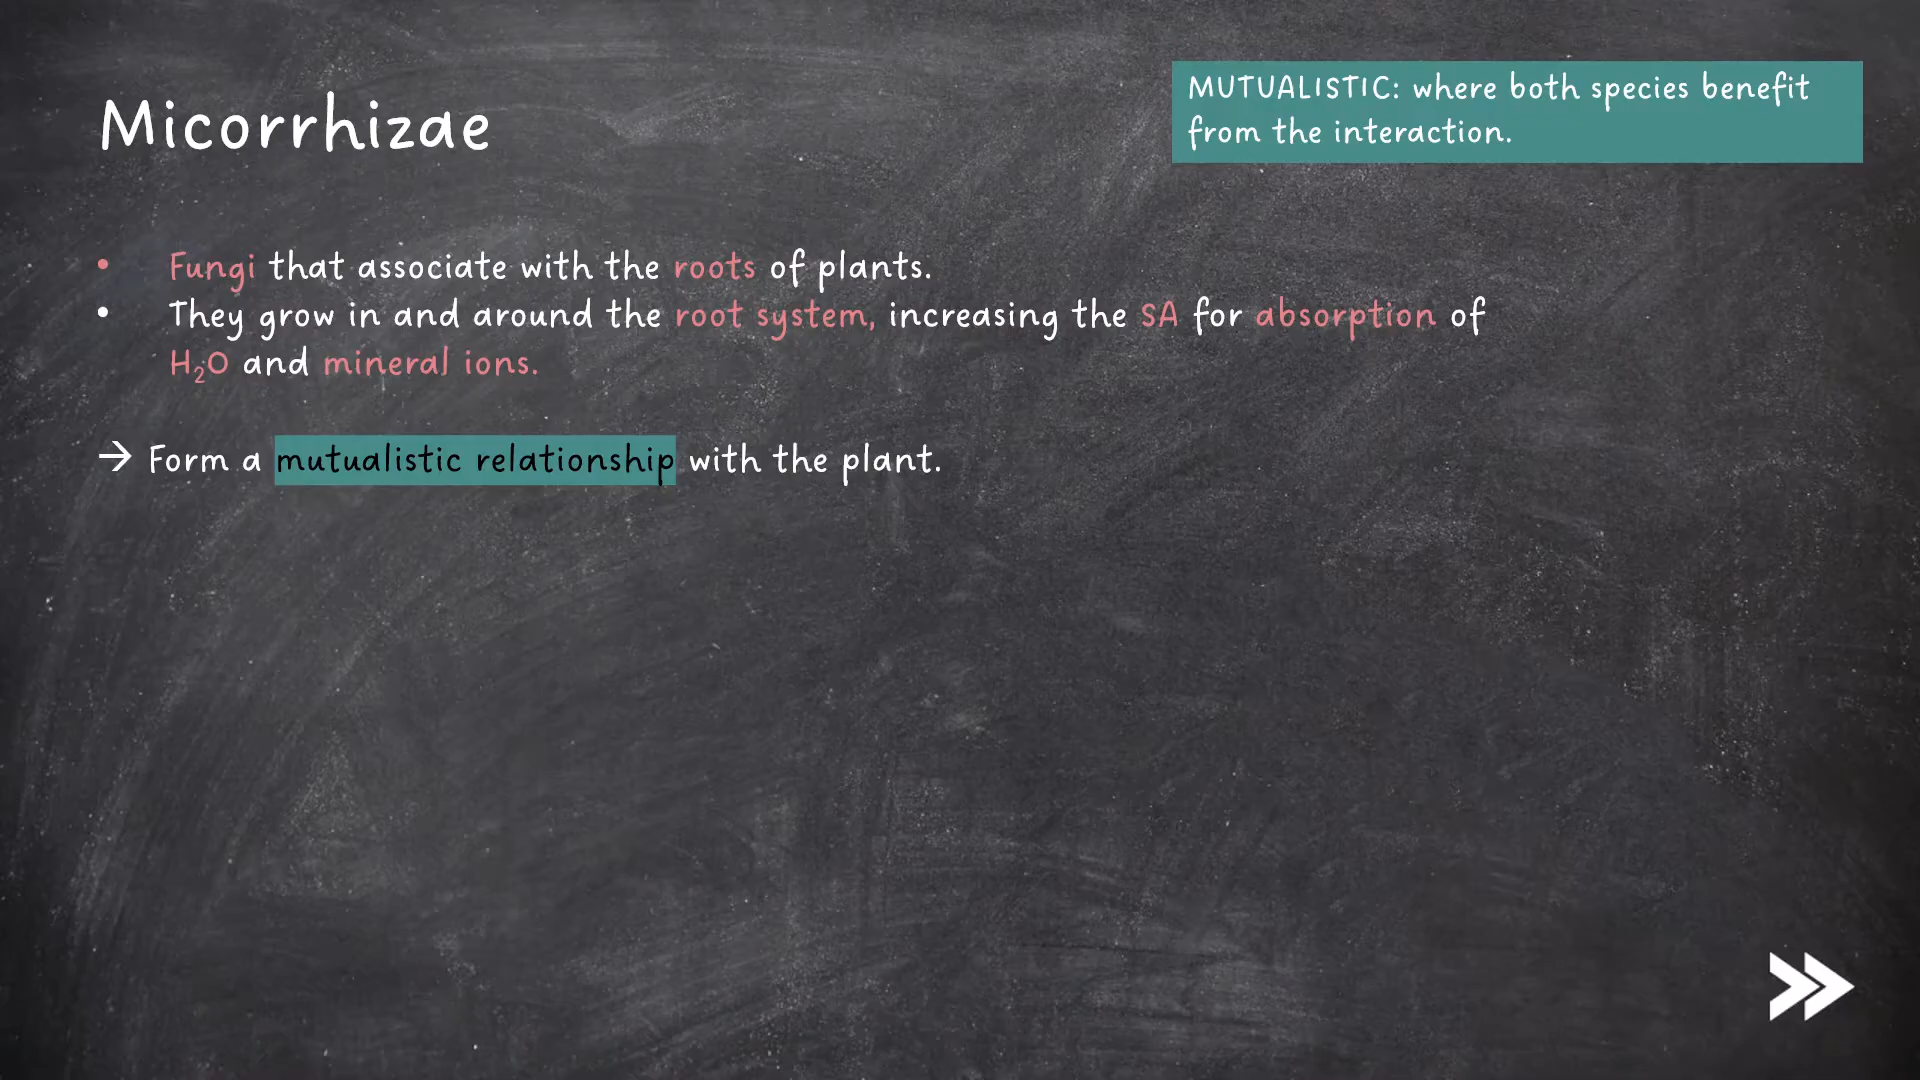 Micorrhizae
MUTUALISTIC: where both species benefit
from the interaction.
• Fungi that associate with the roots of plants.
• They grow in and around the root system, increasing the SA for absorption of
H₂O and mineral ions.
→ Form a mutualistic relationship with the plant.